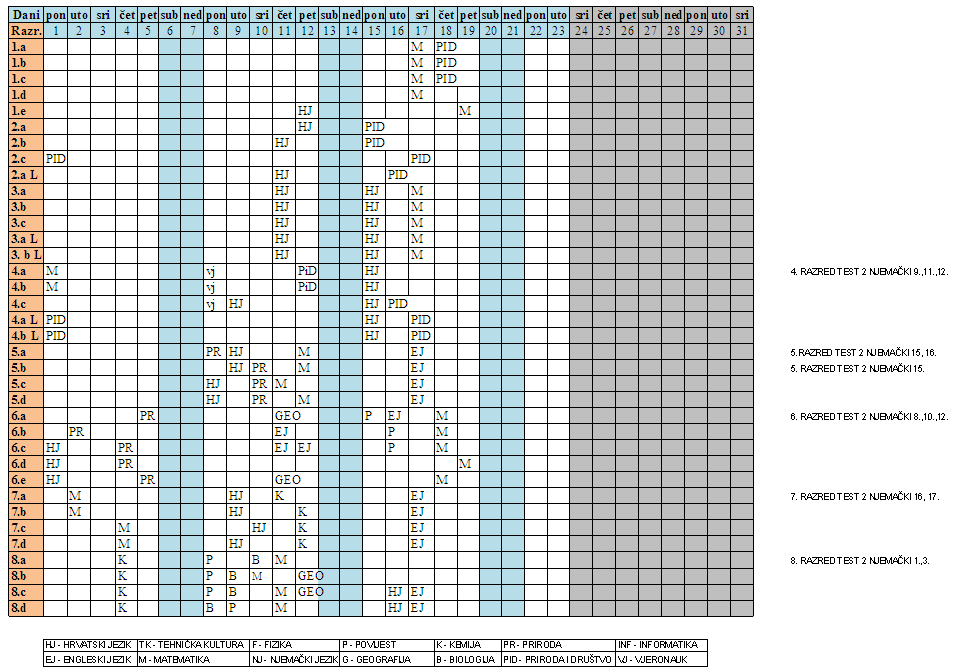 Dani pon uto sri čet pet sub ned pon uto sri čet pet sub ned pon uto sri čet pet sub ned pon uto sri čet pet sub ned pon uto sri
Razr. 1 2 3 4 5 6 7 8 9 10 11 12 13 14 15 16 17 18 19 20 21 22 23 24 25 26 27 28 29 30 31
1.a M PID
1.b M PID
1.c M PID
1.d M
1.e HJ M
2.a HJ PID
2.b HJ PID
2.c PID PID
2.a L HJ PID
3.a HJ HJ M
3.b HJ HJ M
3.c HJ HJ M
3.a L HJ HJ M
3. b L HJ HJ M
4.a M vj PiD HJ 4. RAZRED TEST 2 NJEMAČKI 9.,11.,12.
4.b M vj PiD HJ
4.c vj HJ HJ PID
4.a L PID HJ PID
4.b L PID HJ PID
5.a PR HJ M EJ 5.RAZRED TEST 2 NJEMAČKI 15, 16.
5.b HJ PR M EJ 5. RAZRED TEST 2 NJEMAČKI 15.
5.c HJ PR M EJ
5.d HJ PR M EJ
6.a PR GEO P EJ M 6. RAZRED TEST 2 NJEMAČKI 8.,10.,12.
6.b PR EJ P M
6.c HJ PR EJ EJ P M
6.d HJ PR M
6.e HJ PR GEO M
7.a M HJ K EJ 7. RAZRED TEST 2 NJEMAČKI 16, 17.
7.b M HJ K EJ
7.c M HJ K EJ
7.d M HJ K EJ
8.a K P B M 8. RAZRED TEST 2 NJEMAČKI 1.,3.
8.b K P B M GEO
8.c K P B M GEO HJ EJ
8.d K B P M HJ EJ
HJ - HRVATSKI JEZIK TK - TEHNIČKA KULTURA F - FIZIKA P - POVIJEST K - KEMIJA PR - PRIRODA INF - INFORMATIKA
EJ - ENGLESKI JEZIK M - MATEMATIKA NJ - NJEMAČKI JEZIK G - GEOGRAFIJA B - BIOLOGIJA PID - PRIRODA I DRUŠTVO VJ - VJERONAUK